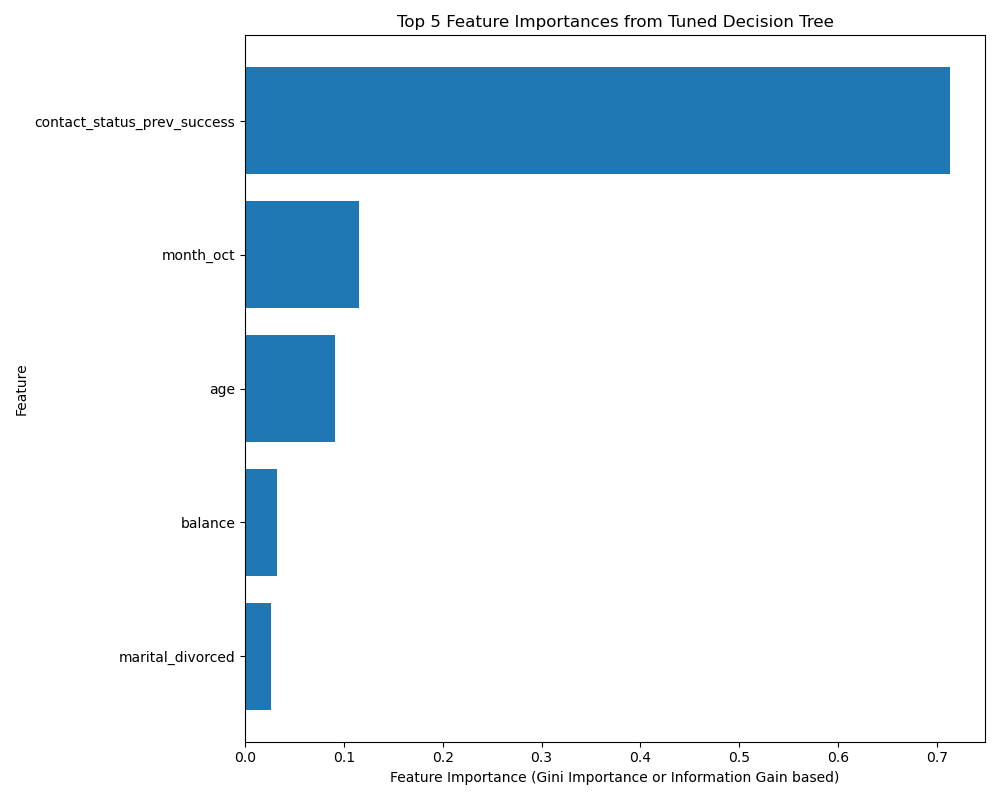 Top 5 Feature Importances from Tuned Decision Tree
Feature
contact_status_prev_success
month_oct
age
balance
marital_divorced
0.0 0.1 0.2 0.3 0.4 0.5 0.6 0.7
Feature Importance (Gini Importance or Information Gain based)